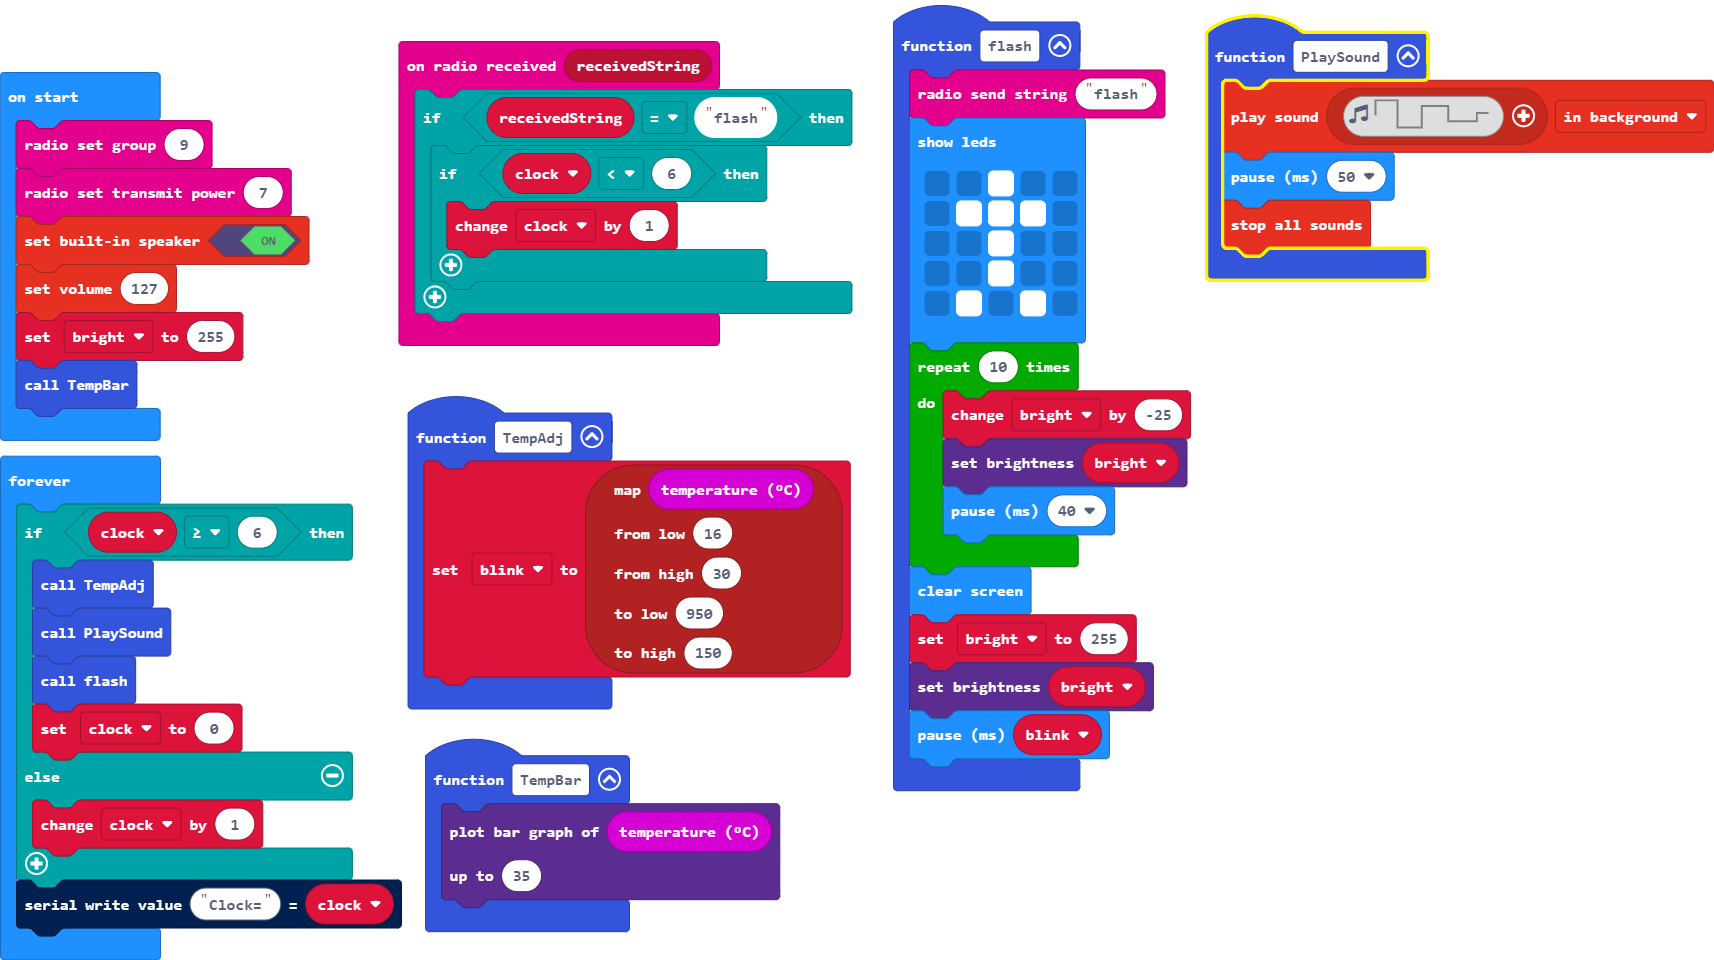 on start
radio set group 9
radio set transmit power 7
set built-in speaker ON
set volume 127
set bright to 255
call TempBar
forever
if clock ≥ 6 then
call TempAdj
call PlaySound
call flash
set clock to 0
else
change clock by 1
serial write value "Clock=" = clock
on radio received receivedString
if receivedString = "flash" then
if clock < 6 then
change clock by 1
function TempAdj
set blink to map temperature (ºC)
from low 16
from high 30
to low 950
to high 150
function TempBar
plot bar graph of temperature (ºC)
up to 35
function flash
radio send string "flash"
show leds
repeat 10 times
do
change bright by -25
set brightness bright
pause (ms) 40
clear screen
set bright to 255
set brightness bright
pause (ms) blink
function PlaySound
play sound in background
pause (ms) 50
stop all sounds